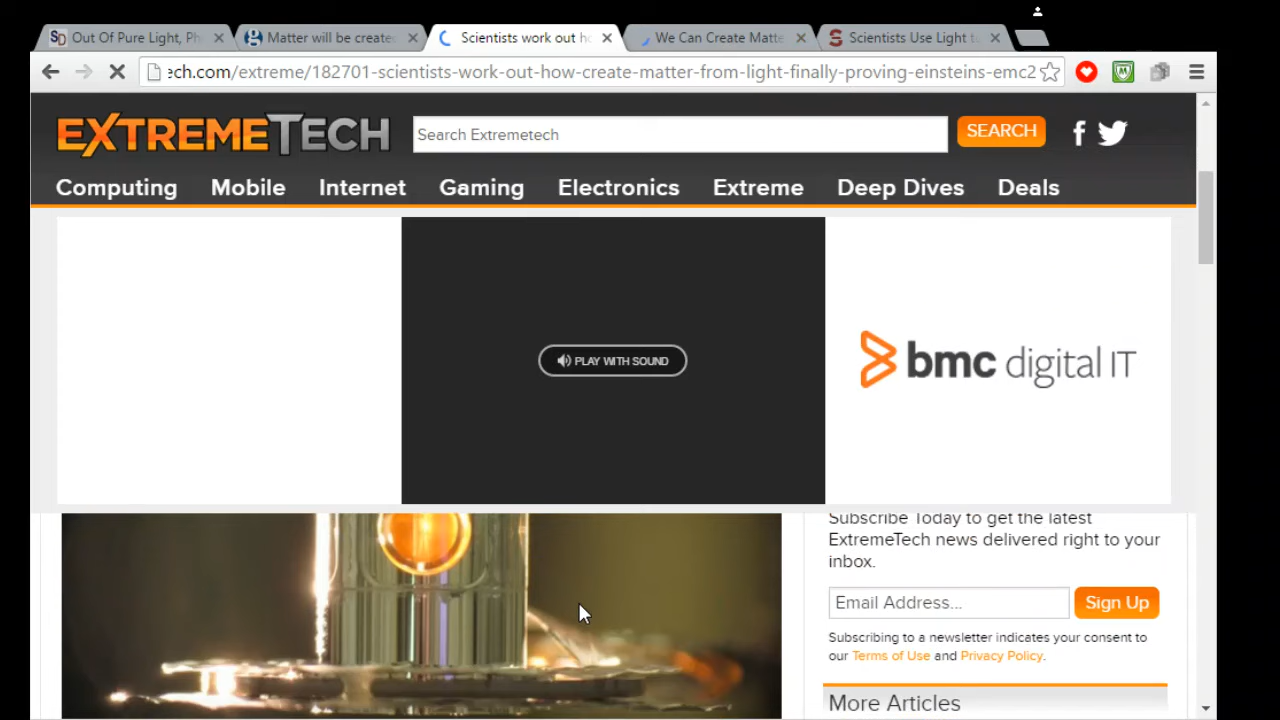 Out Of Pure Light, Ph
Matter will be create
Scientists work out h
We Can Create Matte
Scientists Use Light t
ech.com/extreme/182701-scientists-work-out-how-create-matter-from-light-finally-proving-einsteins-emc2
EXTREMETECH
Search Extremetech
SEARCH
Computing Mobile Internet Gaming Electronics Extreme Deep Dives Deals
PLAY WITH SOUND
bmc digital IT
Subscribe Today to get the latest
ExtremeTech news delivered right to your
inbox.
Email Address...
Sign Up
Subscribing to a newsletter indicates your consent to
our Terms of Use and Privacy Policy.
More Articles